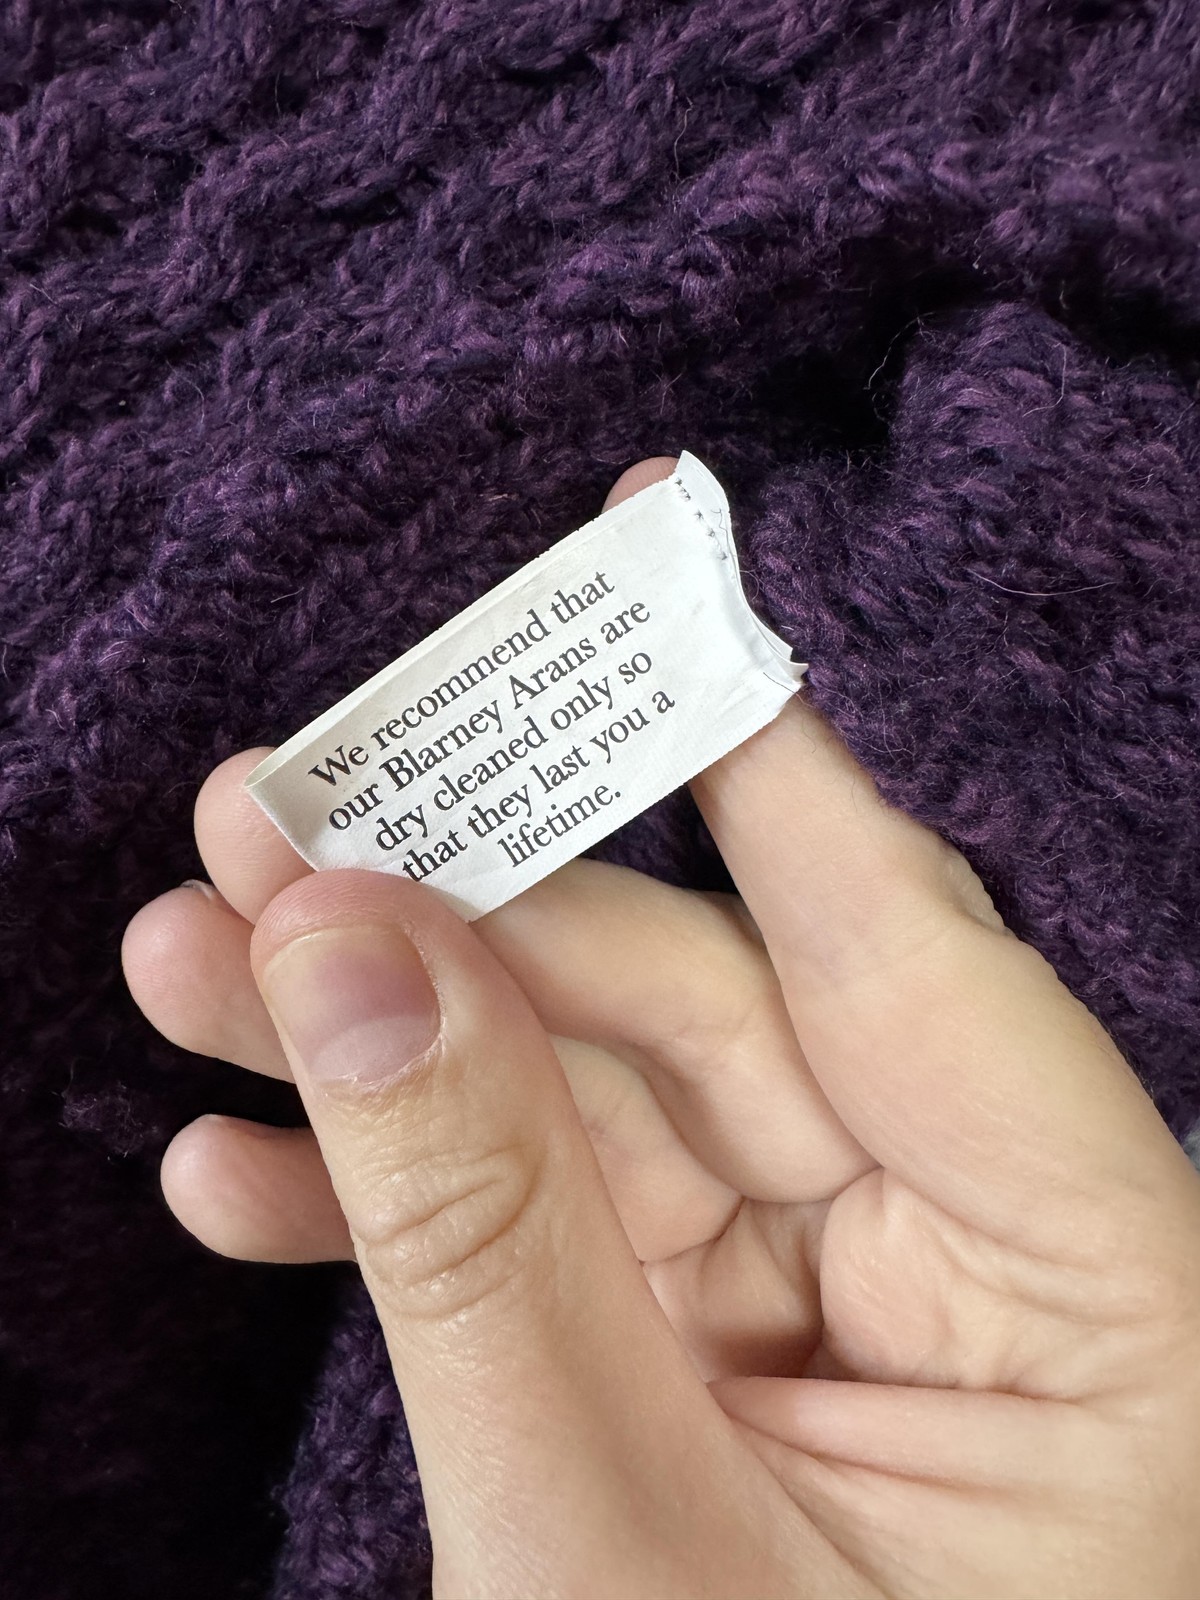 We recommend that
our Blarney Arans are
dry cleaned only so
that they last you a
lifetime.